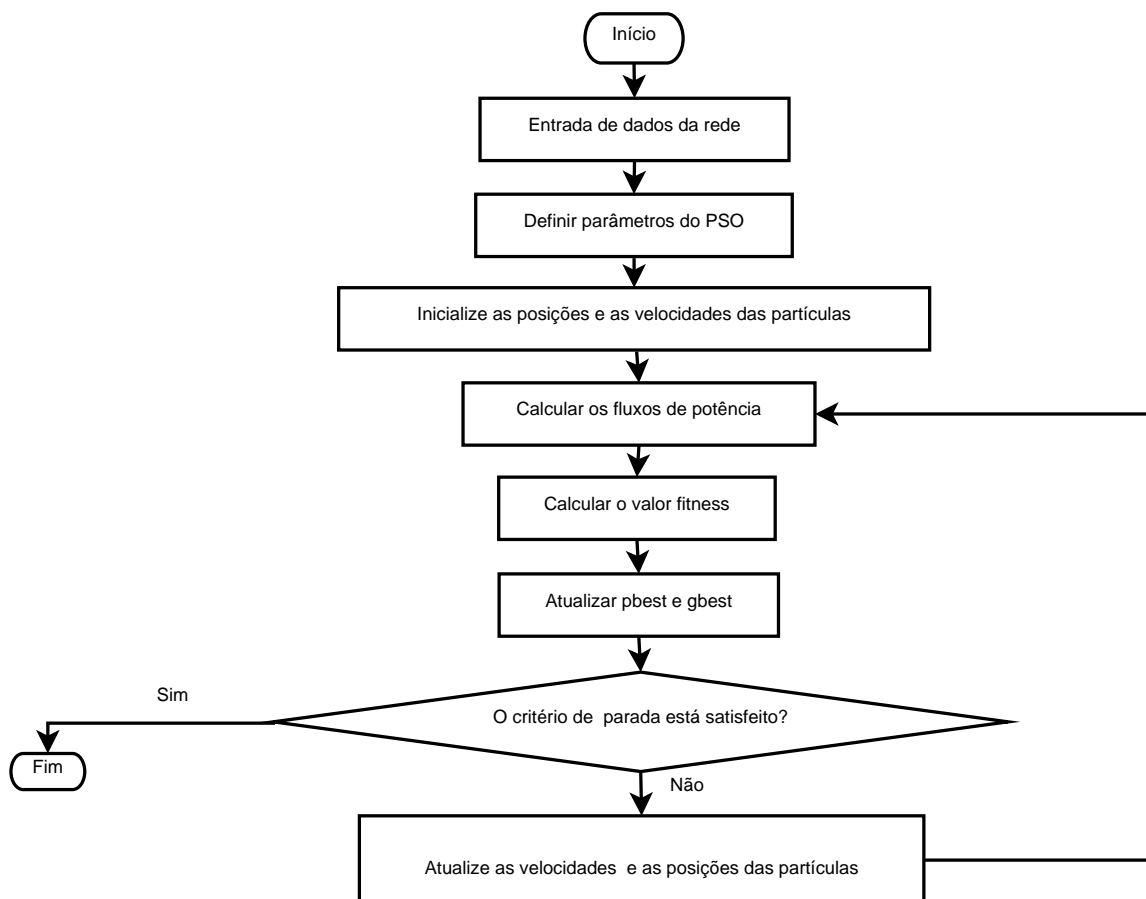 Início
Entrada de dados da rede
Definir parâmetros do PSO
Inicialize as posições e as velocidades das partículas
Calcular os fluxos de potência
Calcular o valor fitness
Atualizar pbest e gbest
Sim
O critério de parada está satisfeito?
Fim
Não
Atualize as velocidades e as posições das partículas